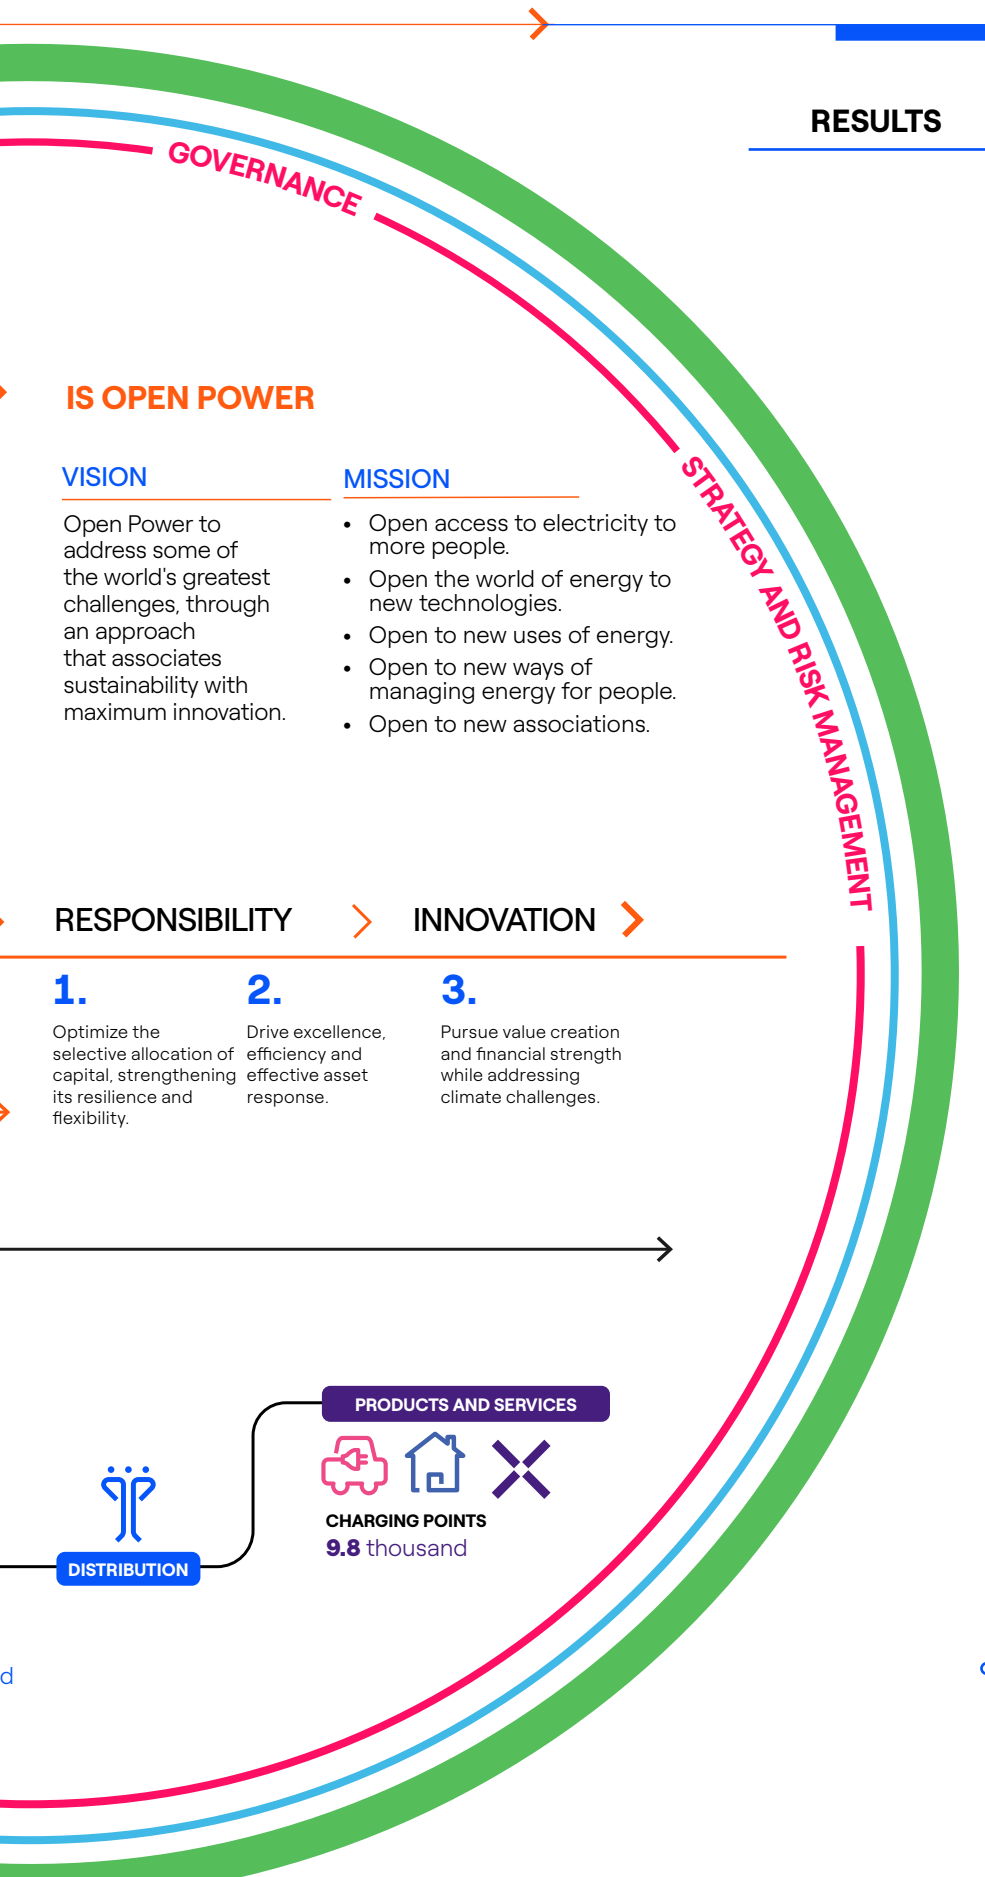 RESULTS
GOVERNANCE
IS OPEN POWER
STRATEGY AND RISK MANAGEMENT
VISION
Open Power to
address some of
the world's greatest
challenges, through
an approach
that associates
sustainability with
maximum innovation.
MISSION
• Open access to electricity to
more people.
• Open the world of energy to
new technologies.
• Open to new uses of energy.
• Open to new ways of
managing energy for people.
• Open to new associations.
RESPONSIBILITY
INNOVATION
1.
Optimize the
selective allocation of
capital, strengthening
its resilience and
flexibility.
2.
Drive excellence,
efficiency and
effective asset
response.
3.
Pursue value creation
and financial strength
while addressing
climate challenges.
PRODUCTS AND SERVICES
CHARGING POINTS
9.8 thousand
DISTRIBUTION
d